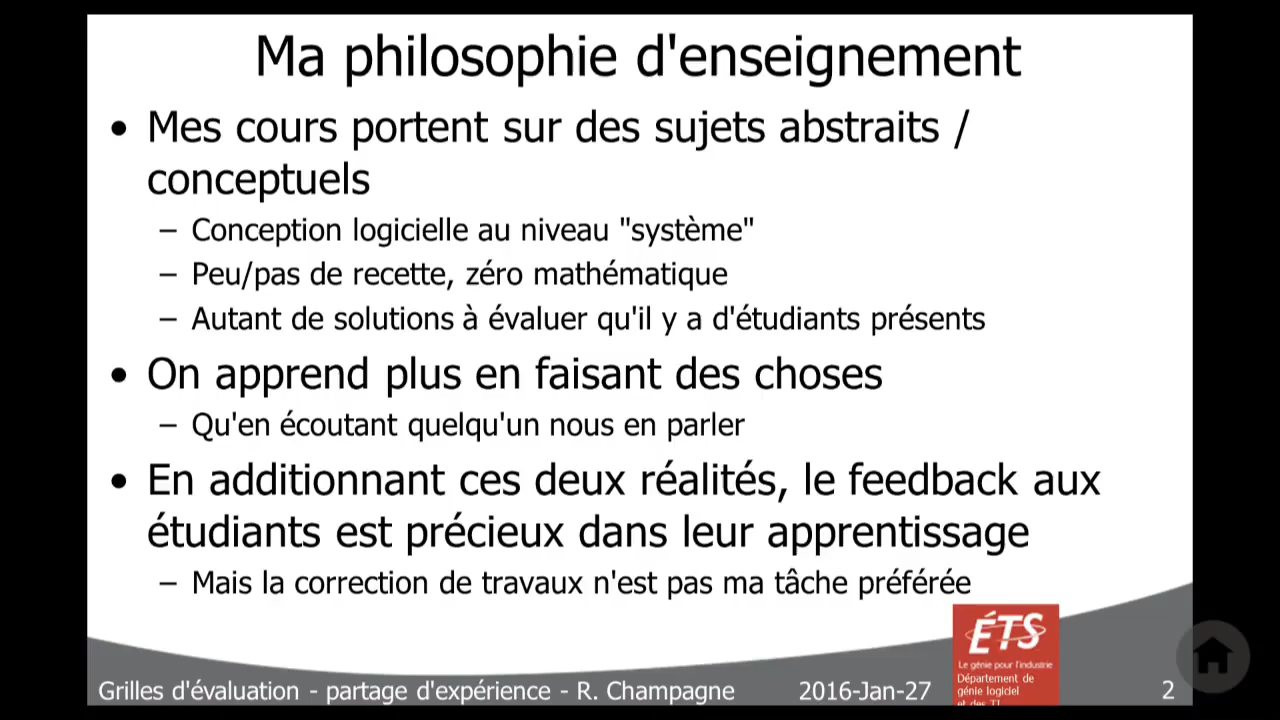 Ma philosophie d'enseignement
• Mes cours portent sur des sujets abstraits /
conceptuels
– Conception logicielle au niveau "système"
– Peu/pas de recette, zéro mathématique
– Autant de solutions à évaluer qu'il y a d'étudiants présents
• On apprend plus en faisant des choses
– Qu'en écoutant quelqu'un nous en parler
• En additionnant ces deux réalités, le feedback aux
étudiants est précieux dans leur apprentissage
– Mais la correction de travaux n'est pas ma tâche préférée
ÉTS
Le génie pour l'industrie
Département de
génie logiciel
et des TI
Grilles d'évaluation - partage d'expérience - R. Champagne
2016-Jan-27
2